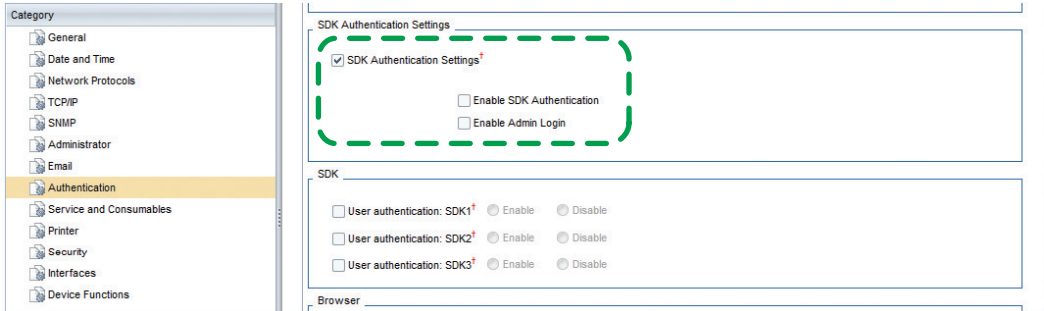 Category
General
Date and Time
Network Protocols
TCP/IP
SNMP
Administrator
Email
Authentication
Service and Consumables
Printer
Security
Interfaces
Device Functions
SDK Authentication Settings
SDK Authentication Settings†
Enable SDK Authentication
Enable Admin Login
SDK
User authentication: SDK1† Enable Disable
User authentication: SDK2† Enable Disable
User authentication: SDK3† Enable Disable
Browser